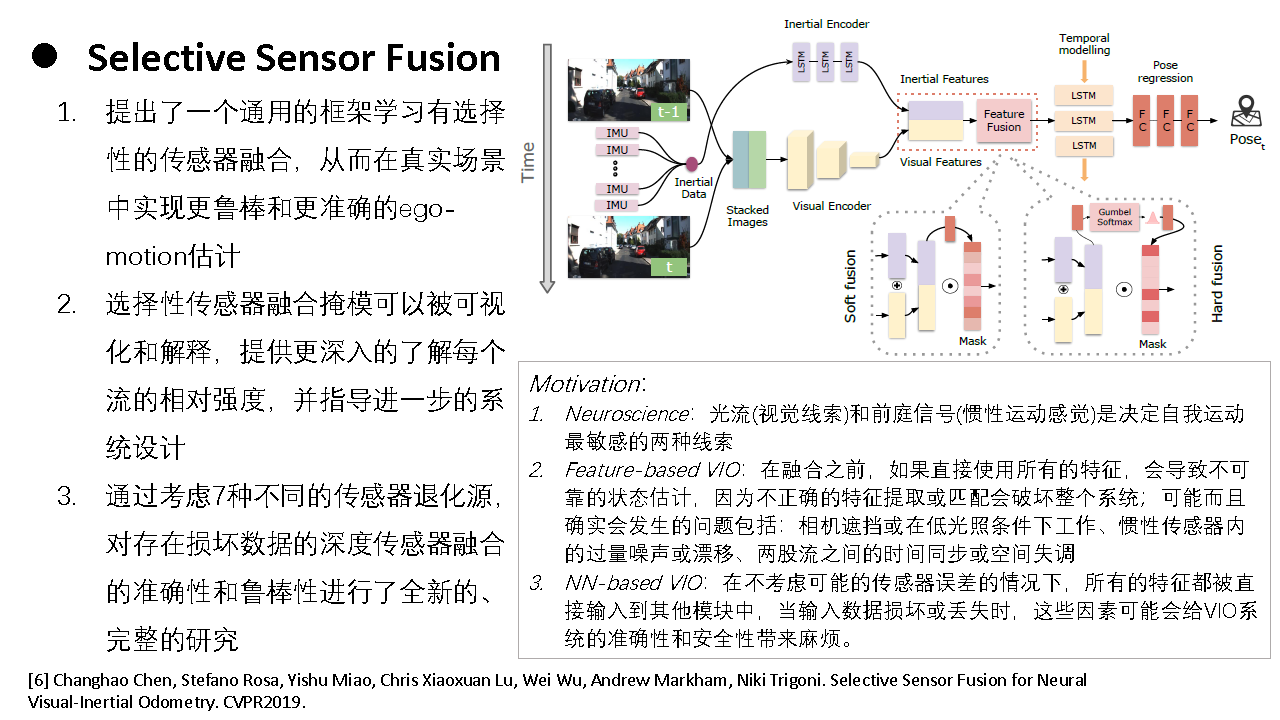 ● Selective Sensor Fusion
1. 提出了一个通用的框架学习有选择
性的传感器融合，从而在真实场景
中实现更鲁棒和更准确的ego-
motion估计
2. 选择性传感器融合掩模可以被可视
化和解释，提供更深入的了解每个
流的相对强度，并指导进一步的系
统设计
3. 通过考虑7种不同的传感器退化源，
对存在损坏数据的深度传感器融合
的准确性和鲁棒性进行了全新的、
完整的研究
Time
t-1
IMU
IMU
IMU
IMU
t
Inertial
Data
Stacked
Images
Inertial Encoder
LSTM
LSTM
LSTM
Visual Encoder
Inertial Features
Feature
Fusion
Visual Features
Temporal
modelling
LSTM
LSTM
LSTM
Pose
regression
FC
FC
FC
Poset
Soft fusion
Mask
Gumbel
Softmax
Mask
Hard fusion
Motivation：
1. Neuroscience：光流(视觉线索)和前庭信号(惯性运动感觉)是决定自我运动
最敏感的两种线索
2. Feature-based VIO：在融合之前，如果直接使用所有的特征，会导致不可
靠的状态估计，因为不正确的特征提取或匹配会破坏整个系统；可能而且
确实会发生的问题包括：相机遮挡或在低光照条件下工作、惯性传感器内
的过量噪声或漂移、两股流之间的时间同步或空间失调
3. NN-based VIO：在不考虑可能的传感器误差的情况下，所有的特征都被直
接输入到其他模块中，当输入数据损坏或丢失时，这些因素可能会给VIO系
统的准确性和安全性带来麻烦。
[6] Changhao Chen, Stefano Rosa, Yishu Miao, Chris Xiaoxuan Lu, Wei Wu, Andrew Markham, Niki Trigoni. Selective Sensor Fusion for Neural
Visual-Inertial Odometry. CVPR2019.